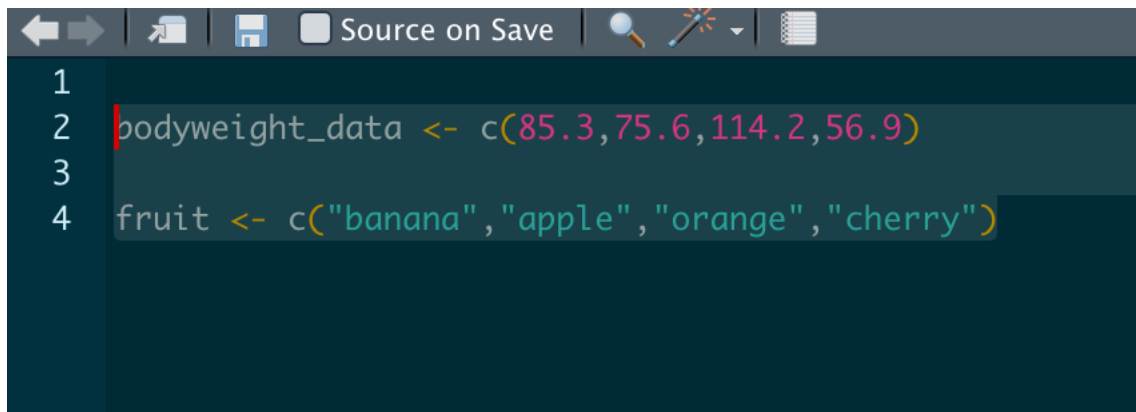 Source on Save
1
2 bodyweight_data <- c(85.3,75.6,114.2,56.9)
3
4 fruit <- c("banana","apple","orange","cherry")